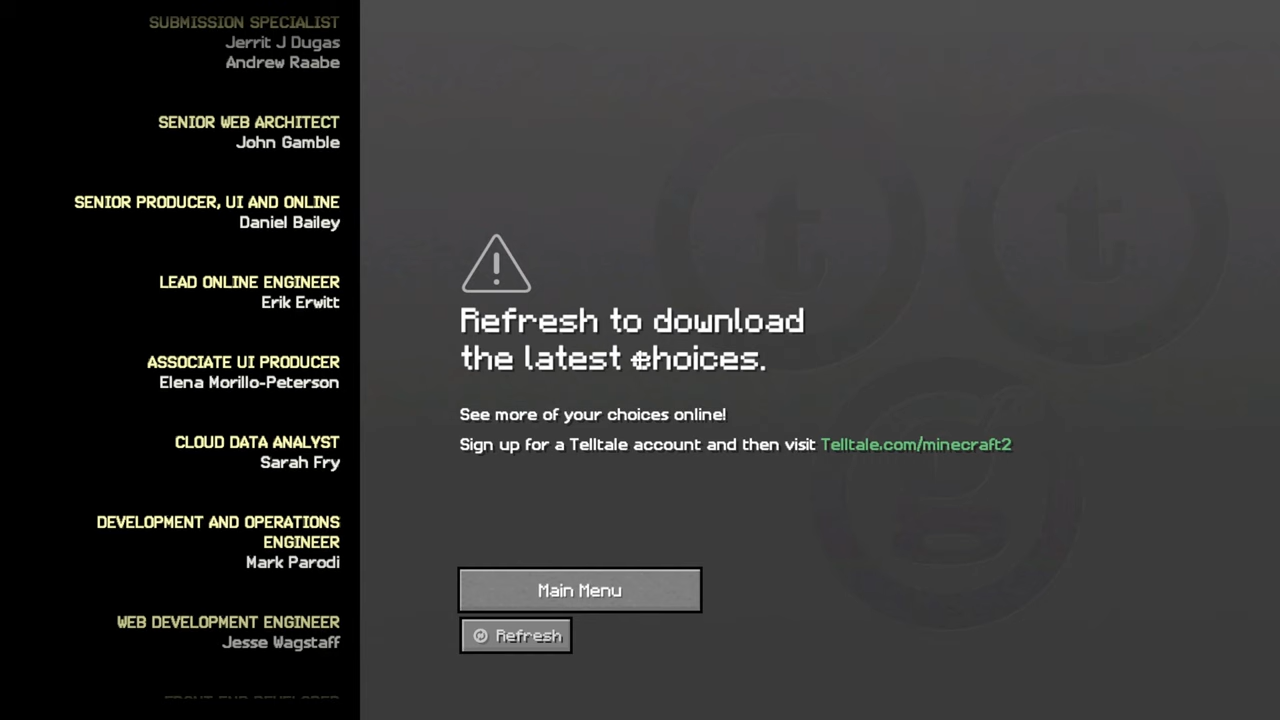 SUBMISSION SPECIALIST
Jerrit J Dugas
Andrew Raabe
SENIOR WEB ARCHITECT
John Gamble
SENIOR PRODUCER, UI AND ONLINE
Daniel Bailey
LEAD ONLINE ENGINEER
Erik Erwitt
ASSOCIATE UI PRODUCER
Elena Morillo-Peterson
CLOUD DATA ANALYST
Sarah Fry
DEVELOPMENT AND OPERATIONS
ENGINEER
Mark Parodi
WEB DEVELOPMENT ENGINEER
Jesse Wagstaff
FRONT END DEVELOPER
Refresh to download
the latest choices.
See more of your choices online!
Sign up for a Telltale account and then visit Telltale.com/minecraft2
Main Menu
Refresh